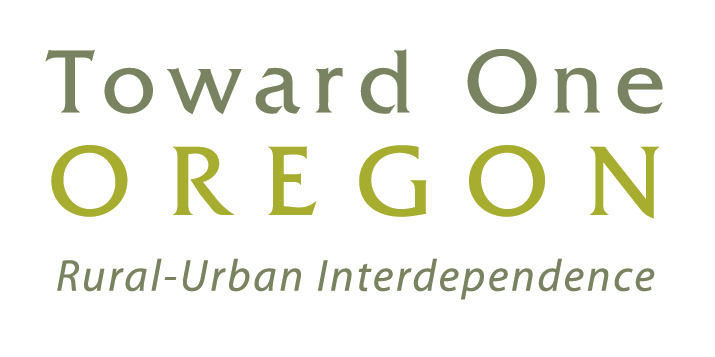 Toward One
OREGON
Rural-Urban Interdependence